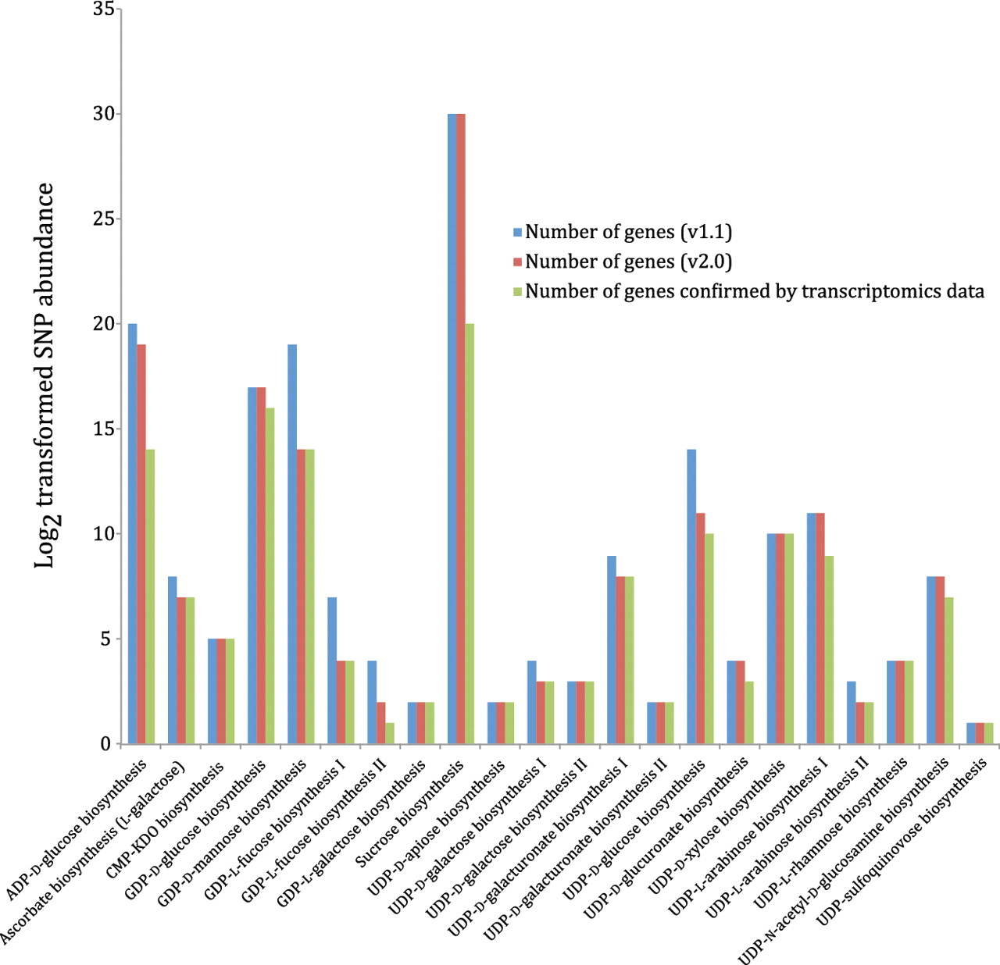 35
30
25
20
15
10
5
0
Log2 transformed SNP abundance
Number of genes (v1.1)
Number of genes (v2.0)
Number of genes confirmed by transcriptomics data
ADP-D-glucose biosynthesis
Ascorbate biosynthesis (L-galactose)
CMP-KDO biosynthesis
GDP-D-glucose biosynthesis
GDP-D-mannose biosynthesis
GDP-L-fucose biosynthesis I
GDP-L-fucose biosynthesis II
GDP-L-galactose biosynthesis
Sucrose biosynthesis
UDP-D-apiose biosynthesis
UDP-D-galactose biosynthesis I
UDP-D-galactose biosynthesis II
UDP-D-galacturonate biosynthesis I
UDP-D-galacturonate biosynthesis II
UDP-D-glucose biosynthesis
UDP-D-glucuronate biosynthesis
UDP-D-xylose biosynthesis
UDP-L-arabinose biosynthesis I
UDP-L-arabinose biosynthesis II
UDP-L-rhamnose biosynthesis
UDP-N-acetyl-D-glucosamine biosynthesis
UDP-sulfoquinovose biosynthesis